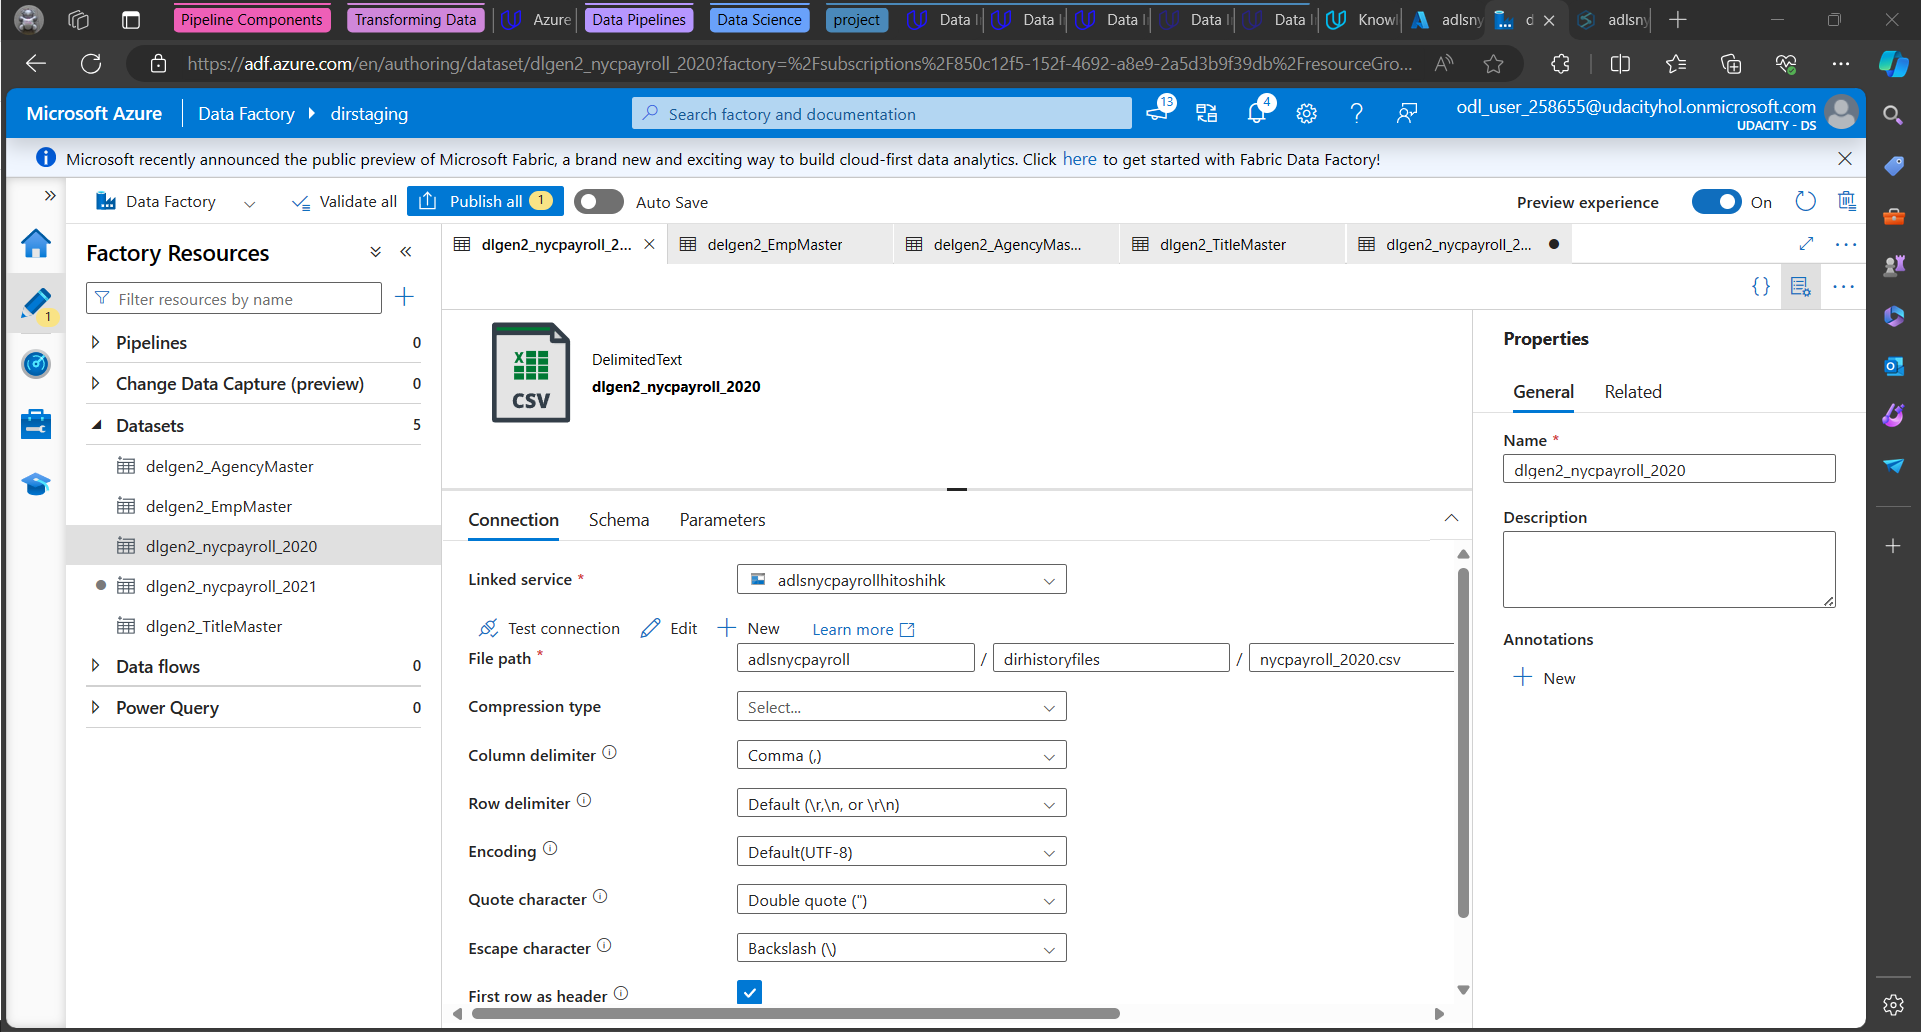 Pipeline Components
Transforming Data
Azure
Data Pipelines
Data Science
project
Data I
Data I
Data I
Data I
Data I
Knowl
adlsny
d
adlsny
https://adf.azure.com/en/authoring/dataset/dlgen2_nycpayroll_2020?factory=%2Fsubscriptions%2F850c12f5-152f-4692-a8e9-2a5d3b9f39db%2FresourceGro...
Microsoft Azure
Data Factory
dirstaging
Search factory and documentation
13
4
odl_user_258655@udacityhol.onmicrosoft.com
UDACITY - DS
Microsoft recently announced the public preview of Microsoft Fabric, a brand new and exciting way to build cloud-first data analytics. Click here to get started with Fabric Data Factory!
Data Factory
Validate all
Publish all 1
Auto Save
Preview experience
On
Factory Resources
Filter resources by name
1
Pipelines 0
Change Data Capture (preview) 0
Datasets 5
delgen2_AgencyMaster
delgen2_EmpMaster
dlgen2_nycpayroll_2020
dlgen2_nycpayroll_2021
dlgen2_TitleMaster
Data flows 0
Power Query 0
dlgen2_nycpayroll_2...
delgen2_EmpMaster
delgen2_AgencyMas...
dlgen2_TitleMaster
dlgen2_nycpayroll_2...
CSV
DelimitedText
dlgen2_nycpayroll_2020
Connection
Schema
Parameters
Linked service *
adlsnycpayrollhitoshihk
Test connection
Edit
New
Learn more
File path *
adlsnycpayroll / dirhistoryfiles / nycpayroll_2020.csv
Compression type
Select...
Column delimiter
Comma (,)
Row delimiter
Default (\r,\n, or \r\n)
Encoding
Default(UTF-8)
Quote character
Double quote (")
Escape character
Backslash (\)
First row as header
Properties
General
Related
Name *
dlgen2_nycpayroll_2020
Description
Annotations
New